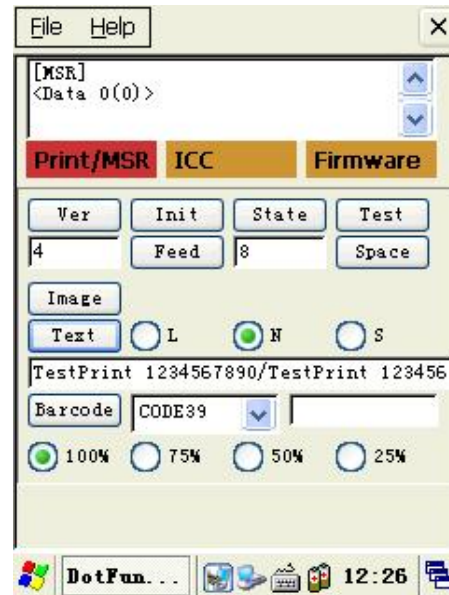 File Help
[MSR]
<Data 0(0)>
Print/MSR ICC Firmware
Ver Init State Test
4 Feed 8 Space
Image
Text L N S
TestPrint 1234567890/TestPrint 123456
Barcode CODE39
100% 75% 50% 25%
DotFun... 12:26